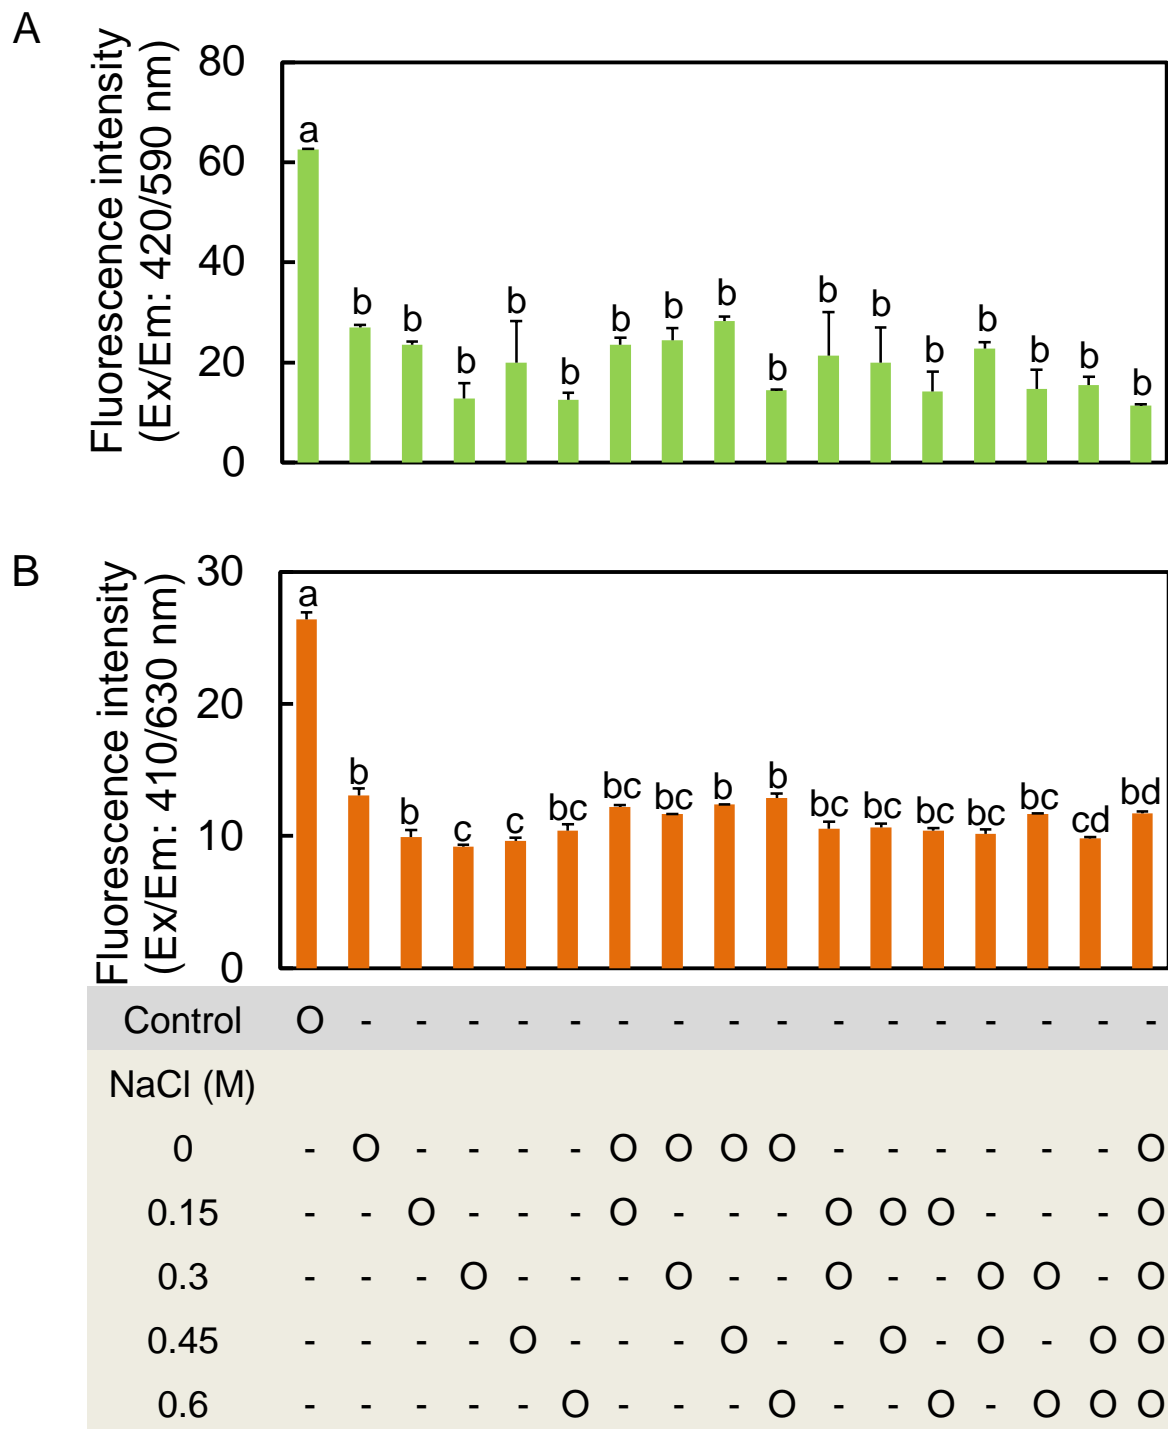 A
Fluorescence intensity
(Ex/Em: 420/590 nm)
80
60
40
20
0
a
b b b b b b b b b b b b b b b b
B
Fluorescence intensity
(Ex/Em: 410/630 nm)
30
20
10
0
a
b b c c bc bc bc b b bc bc bc bc bc cd bd
Control O - - - - - - - - - - - - - - - -
NaCl (M)
0 - O - - - - O O O O - - - - - - O
0.15 - - O - - - O - - - O O O - - - O
0.3 - - - O - - - O - - O - - O O - O
0.45 - - - - O - - - O - - O - O - O O
0.6 - - - - - O - - - O - - O - O O O